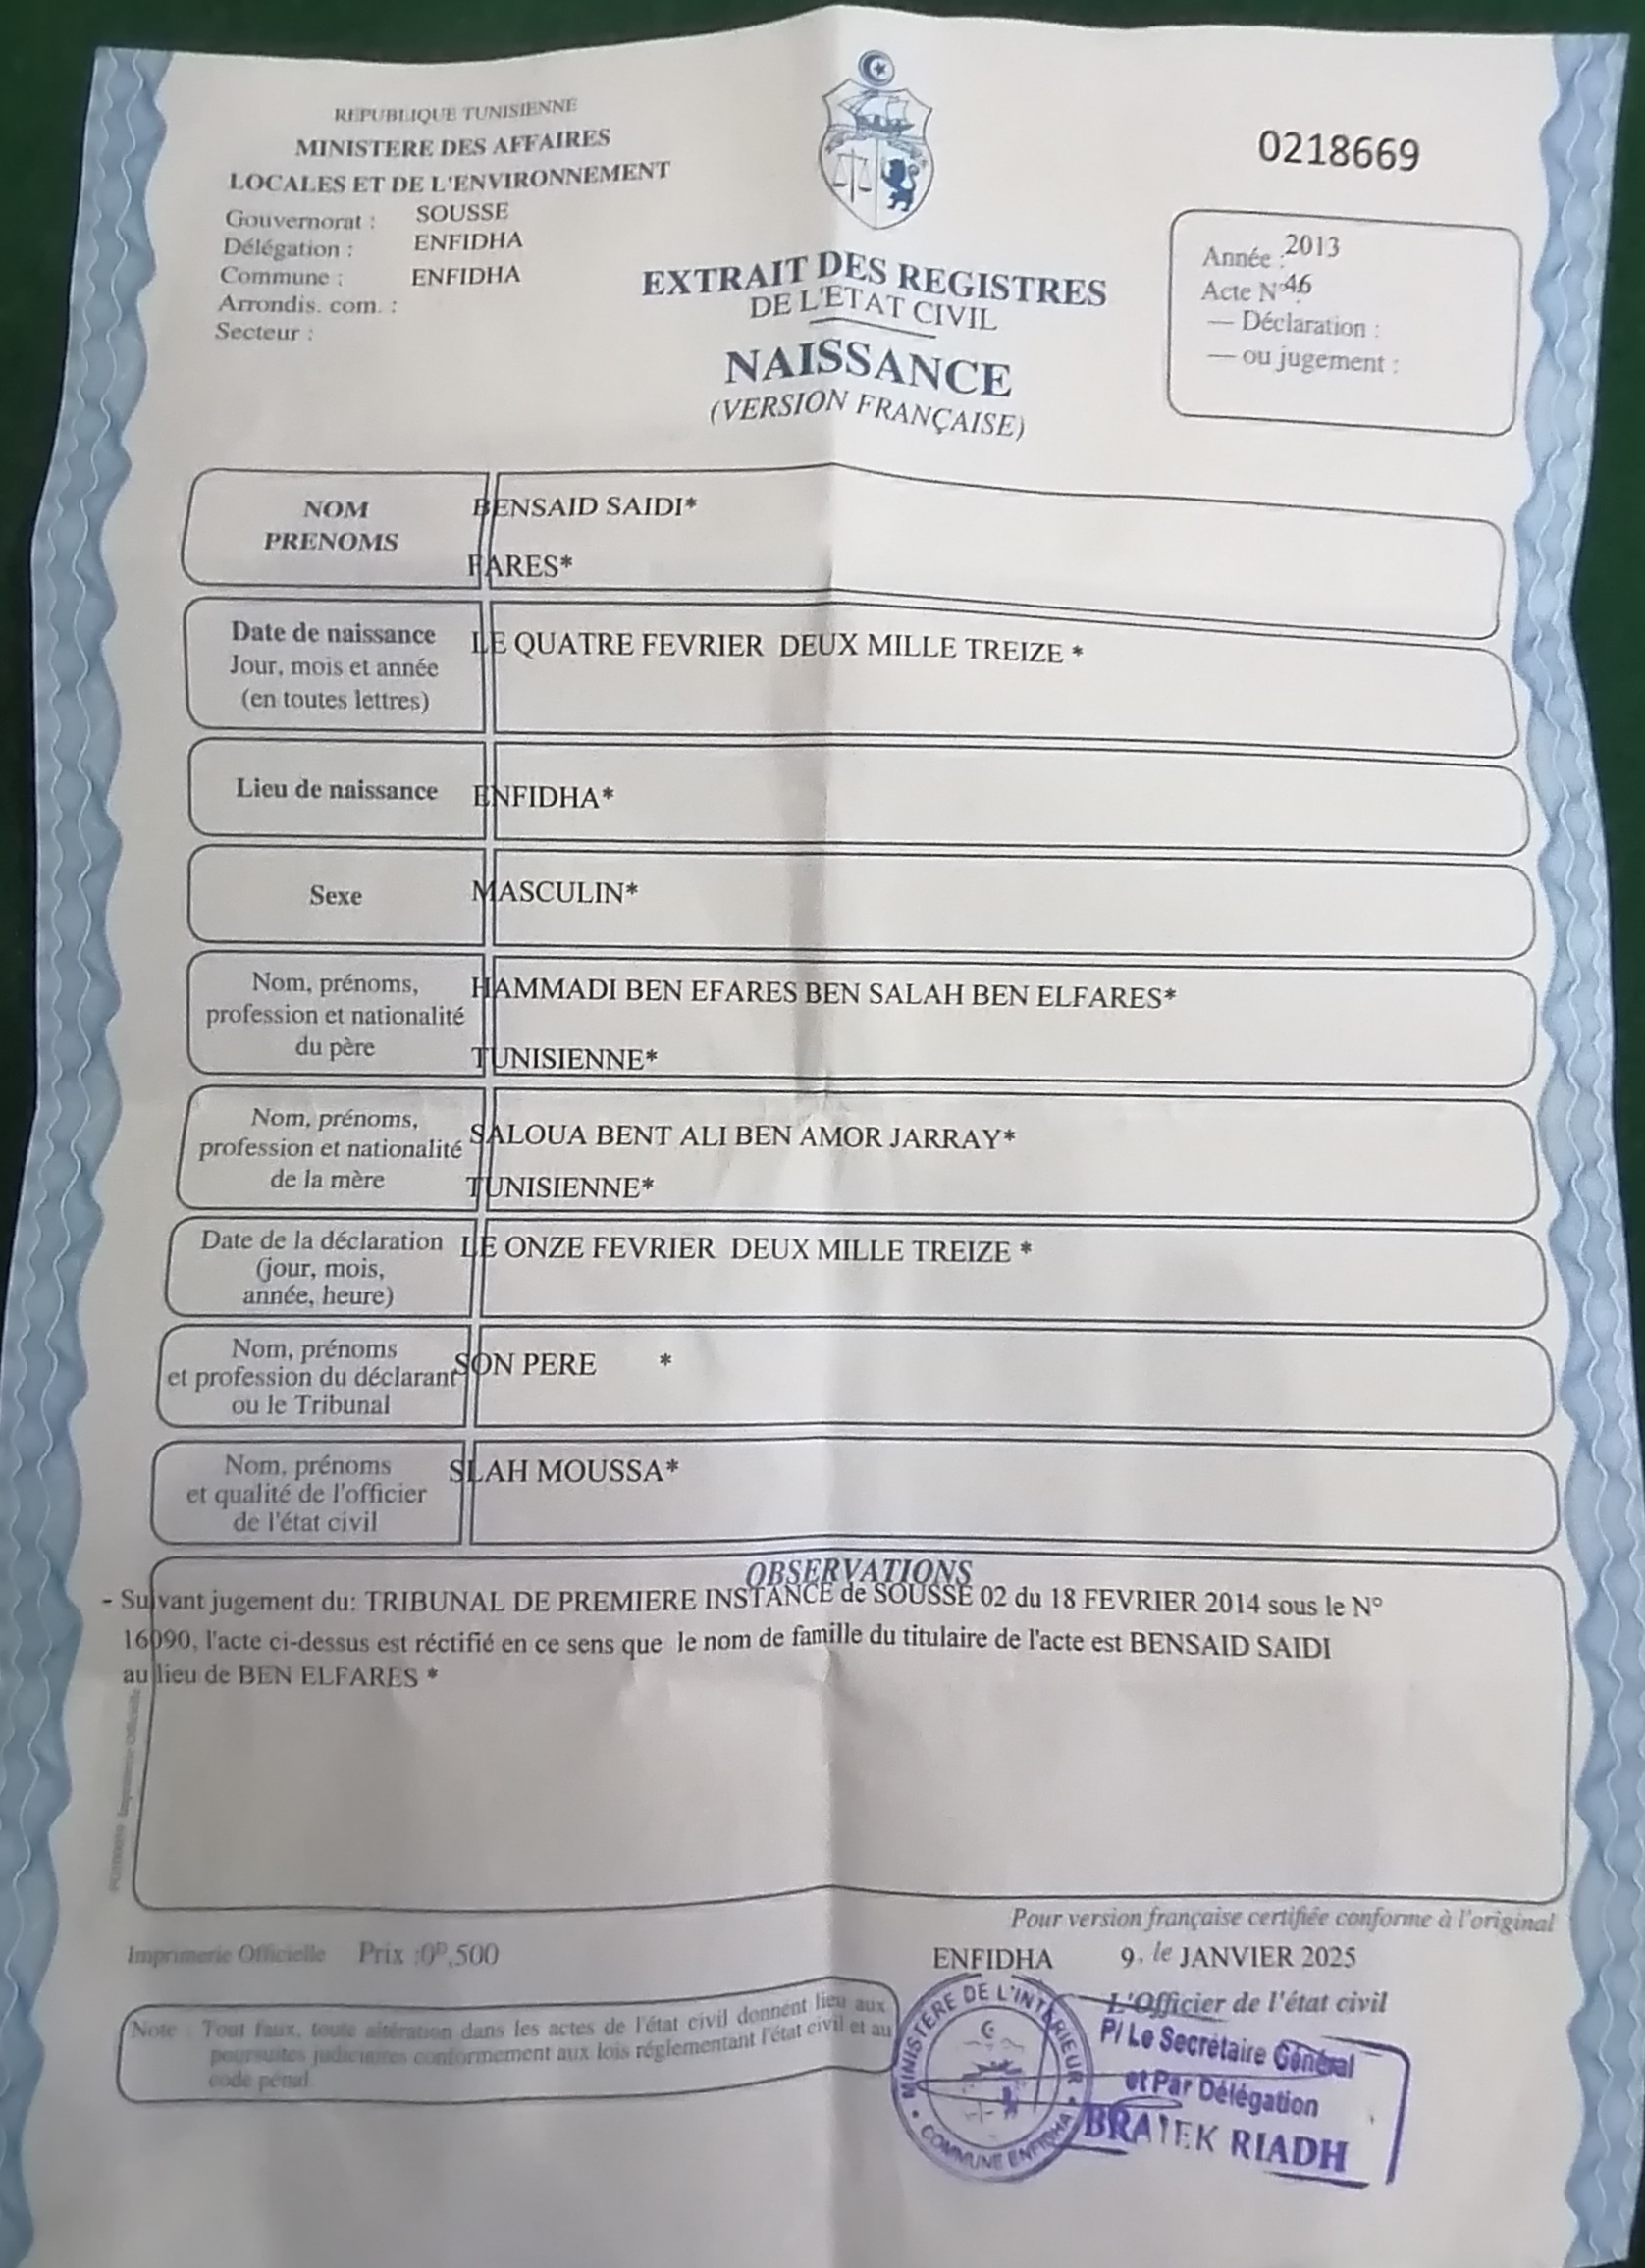 REPUBLIQUE TUNISIENNE
MINISTERE DES AFFAIRES
LOCALES ET DE L'ENVIRONNEMENT
Gouvernorat : SOUSSE
Délégation : ENFIDHA
Commune : ENFIDHA
Arrondis. com. :
Secteur :
EXTRAIT DES REGISTRES
DE L'ETAT CIVIL
NAISSANCE
(VERSION FRANÇAISE)
0218669
Année : 2013
Acte N° 46
— Déclaration :
— ou jugement :
NOM BENSAID SAIDI*
PRENOMS FARES*
Date de naissance LE QUATRE FEVRIER DEUX MILLE TREIZE *
Jour, mois et année
(en toutes lettres)
Lieu de naissance ENFIDHA*
Sexe MASCULIN*
Nom, prénoms, HAMMADI BEN EFARES BEN SALAH BEN ELFARES*
profession et nationalité
du père TUNISIENNE*
Nom, prénoms,
profession et nationalité SALOUA BENT ALI BEN AMOR JARRAY*
de la mère TUNISIENNE*
Date de la déclaration LE ONZE FEVRIER DEUX MILLE TREIZE *
(jour, mois,
année, heure)
Nom, prénoms
et profession du déclarant SON PERE *
ou le Tribunal
Nom, prénoms SLAH MOUSSA*
et qualité de l'officier
de l'état civil
OBSERVATIONS
- Suivant jugement du: TRIBUNAL DE PREMIERE INSTANCE de SOUSSE 02 du 18 FEVRIER 2014 sous le N°
16090, l'acte ci-dessus est réctifié en ce sens que le nom de famille du titulaire de l'acte est BENSAID SAIDI
au lieu de BEN ELFARES *
Imprimerie Officielle
Pour version française certifiée conforme à l'original
Imprimerie Officielle Prix :0ᴰ,500
ENFIDHA 9. le JANVIER 2025
L'Officier de l'état civil
Note : Tout faux, toute altération dans les actes de l'état civil donnent lieu aux
poursuites judiciaires conformement aux lois réglementant l'état civil et au
code pénal.
MINISTERE DE L'INTERIEUR
COMMUNE ENFIDHA
P/ Le Secrétaire Général
et Par Délégation
BRATEK RIADH